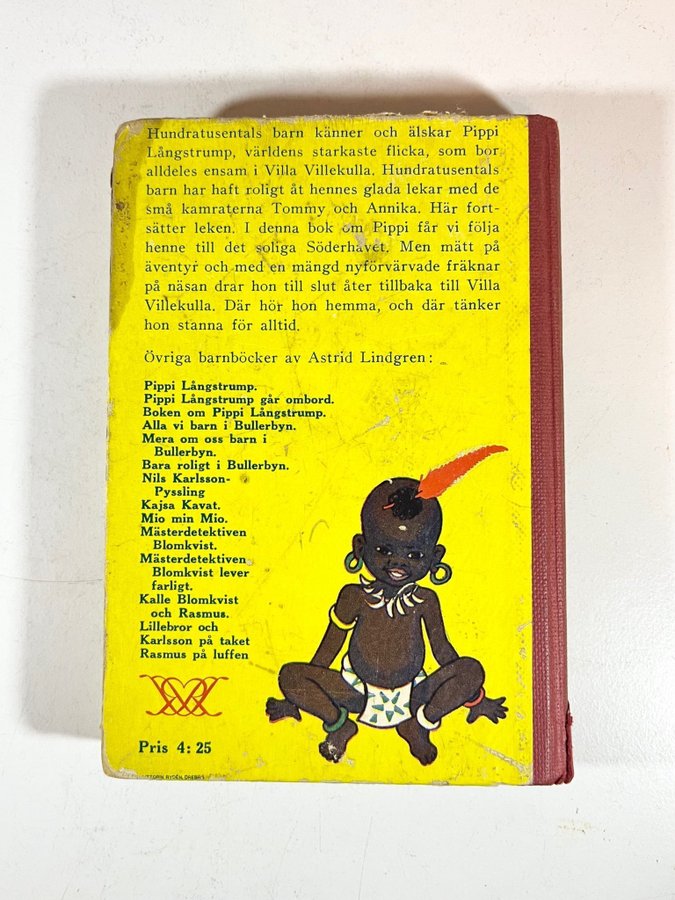 Hundratusentals barn känner och älskar Pippi
Långstrump, världens starkaste flicka, som bor
alldeles ensam i Villa Villekulla. Hundratusentals
barn har haft roligt åt hennes glada lekar med de
små kamraterna Tommy och Annika. Här fort-
sätter leken. I denna bok om Pippi får vi följa
henne till det soliga Söderhavet. Men mätt på
äventyr och med en mängd nyförvärvade fräknar
på näsan drar hon till slut åter tillbaka till Villa
Villekulla. Där hör hon hemma, och där tänker
hon stanna för alltid.
Övriga barnböcker av Astrid Lindgren:
Pippi Långstrump.
Pippi Långstrump går ombord.
Boken om Pippi Långstrump.
Alla vi barn i Bullerbyn.
Mera om oss barn i
Bullerbyn.
Bara roligt i Bullerbyn.
Nils Karlsson-
Pyssling
Kajsa Kavat.
Mio min Mio.
Mästerdetektiven
Blomkvist.
Mästerdetektiven
Blomkvist lever
farligt.
Kalle Blomkvist
och Rasmus.
Lillebror och
Karlsson på taket
Rasmus på luffen
Pris 4: 25